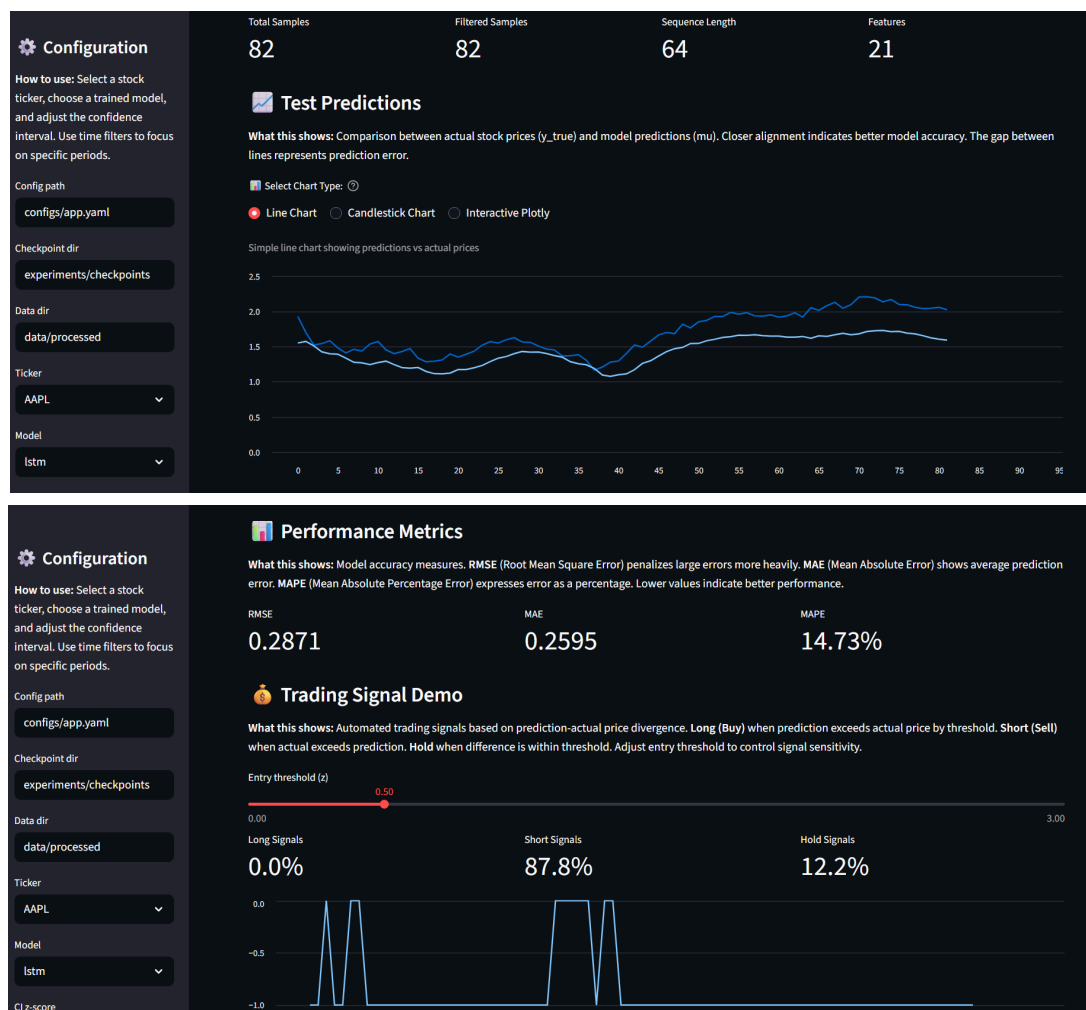 Total Samples
Filtered Samples
Sequence Length
Features
82
82
64
21
Configuration
How to use: Select a stock
ticker, choose a trained model,
and adjust the confidence
interval. Use time filters to focus
on specific periods.
Config path
configs/app.yaml
Checkpoint dir
experiments/checkpoints
Data dir
data/processed
Ticker
AAPL
Model
lstm
Test Predictions
What this shows: Comparison between actual stock prices (y_true) and model predictions (mu). Closer alignment indicates better model accuracy. The gap between
lines represents prediction error.
Select Chart Type:
Line Chart
Candlestick Chart
Interactive Plotly
Simple line chart showing predictions vs actual prices
2.5
2.0
1.5
1.0
0.5
0.0
0 5 10 15 20 25 30 35 40 45 50 55 60 65 70 75 80 85 90 95
Configuration
How to use: Select a stock
ticker, choose a trained model,
and adjust the confidence
interval. Use time filters to focus
on specific periods.
Config path
configs/app.yaml
Checkpoint dir
experiments/checkpoints
Data dir
data/processed
Ticker
AAPL
Model
lstm
CI z-score
Performance Metrics
What this shows: Model accuracy measures. RMSE (Root Mean Square Error) penalizes large errors more heavily. MAE (Mean Absolute Error) shows average prediction
error. MAPE (Mean Absolute Percentage Error) expresses error as a percentage. Lower values indicate better performance.
RMSE
MAE
MAPE
0.2871
0.2595
14.73%
Trading Signal Demo
What this shows: Automated trading signals based on prediction-actual price divergence. Long (Buy) when prediction exceeds actual price by threshold. Short (Sell)
when actual exceeds prediction. Hold when difference is within threshold. Adjust entry threshold to control signal sensitivity.
Entry threshold (z)
0.50
0.00
3.00
Long Signals
Short Signals
Hold Signals
0.0%
87.8%
12.2%
0.0
−0.5
−1.0